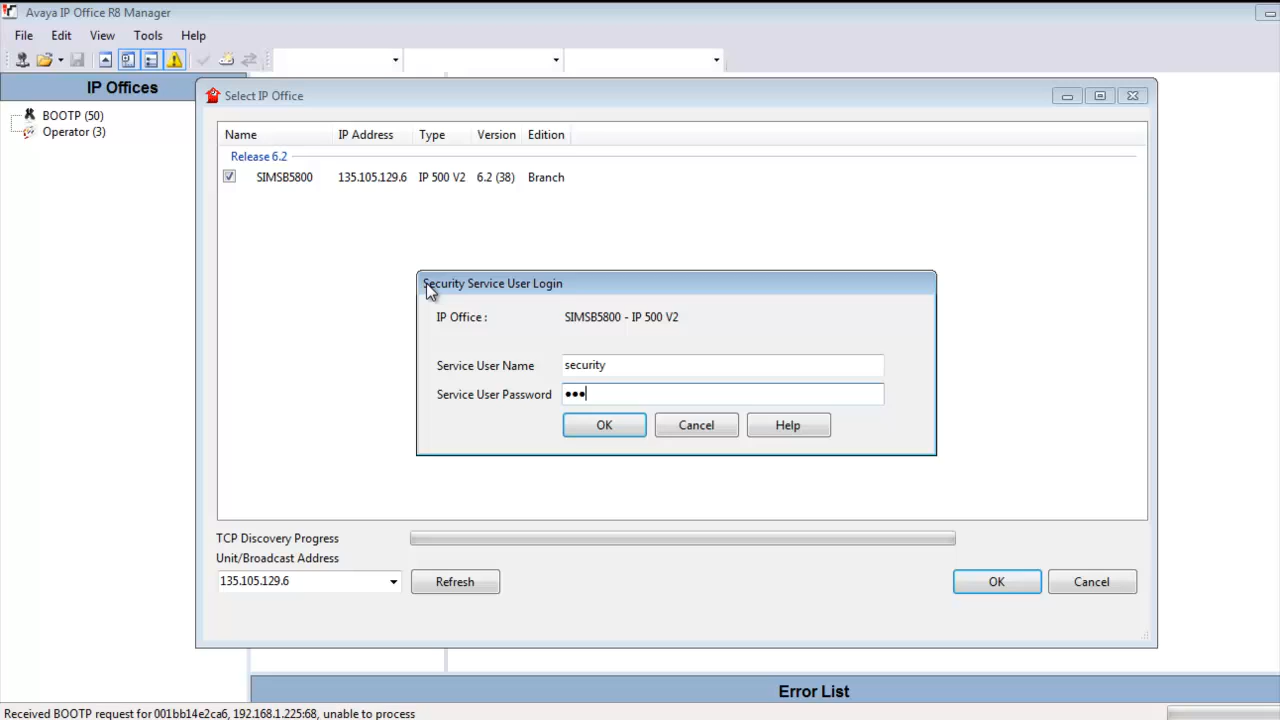 Avaya IP Office R8 Manager
File Edit View Tools Help
IP Offices
BOOTP (50)
Operator (3)
Select IP Office
Name IP Address Type Version Edition
Release 6.2
SIMSB5800 135.105.129.6 IP 500 V2 6.2 (38) Branch
Security Service User Login
IP Office : SIMSB5800 - IP 500 V2
Service User Name security
Service User Password •••
OK Cancel Help
TCP Discovery Progress
Unit/Broadcast Address
135.105.129.6 Refresh OK Cancel
Error List
Received BOOTP request for 001bb14e2ca6, 192.168.1.225:68, unable to process